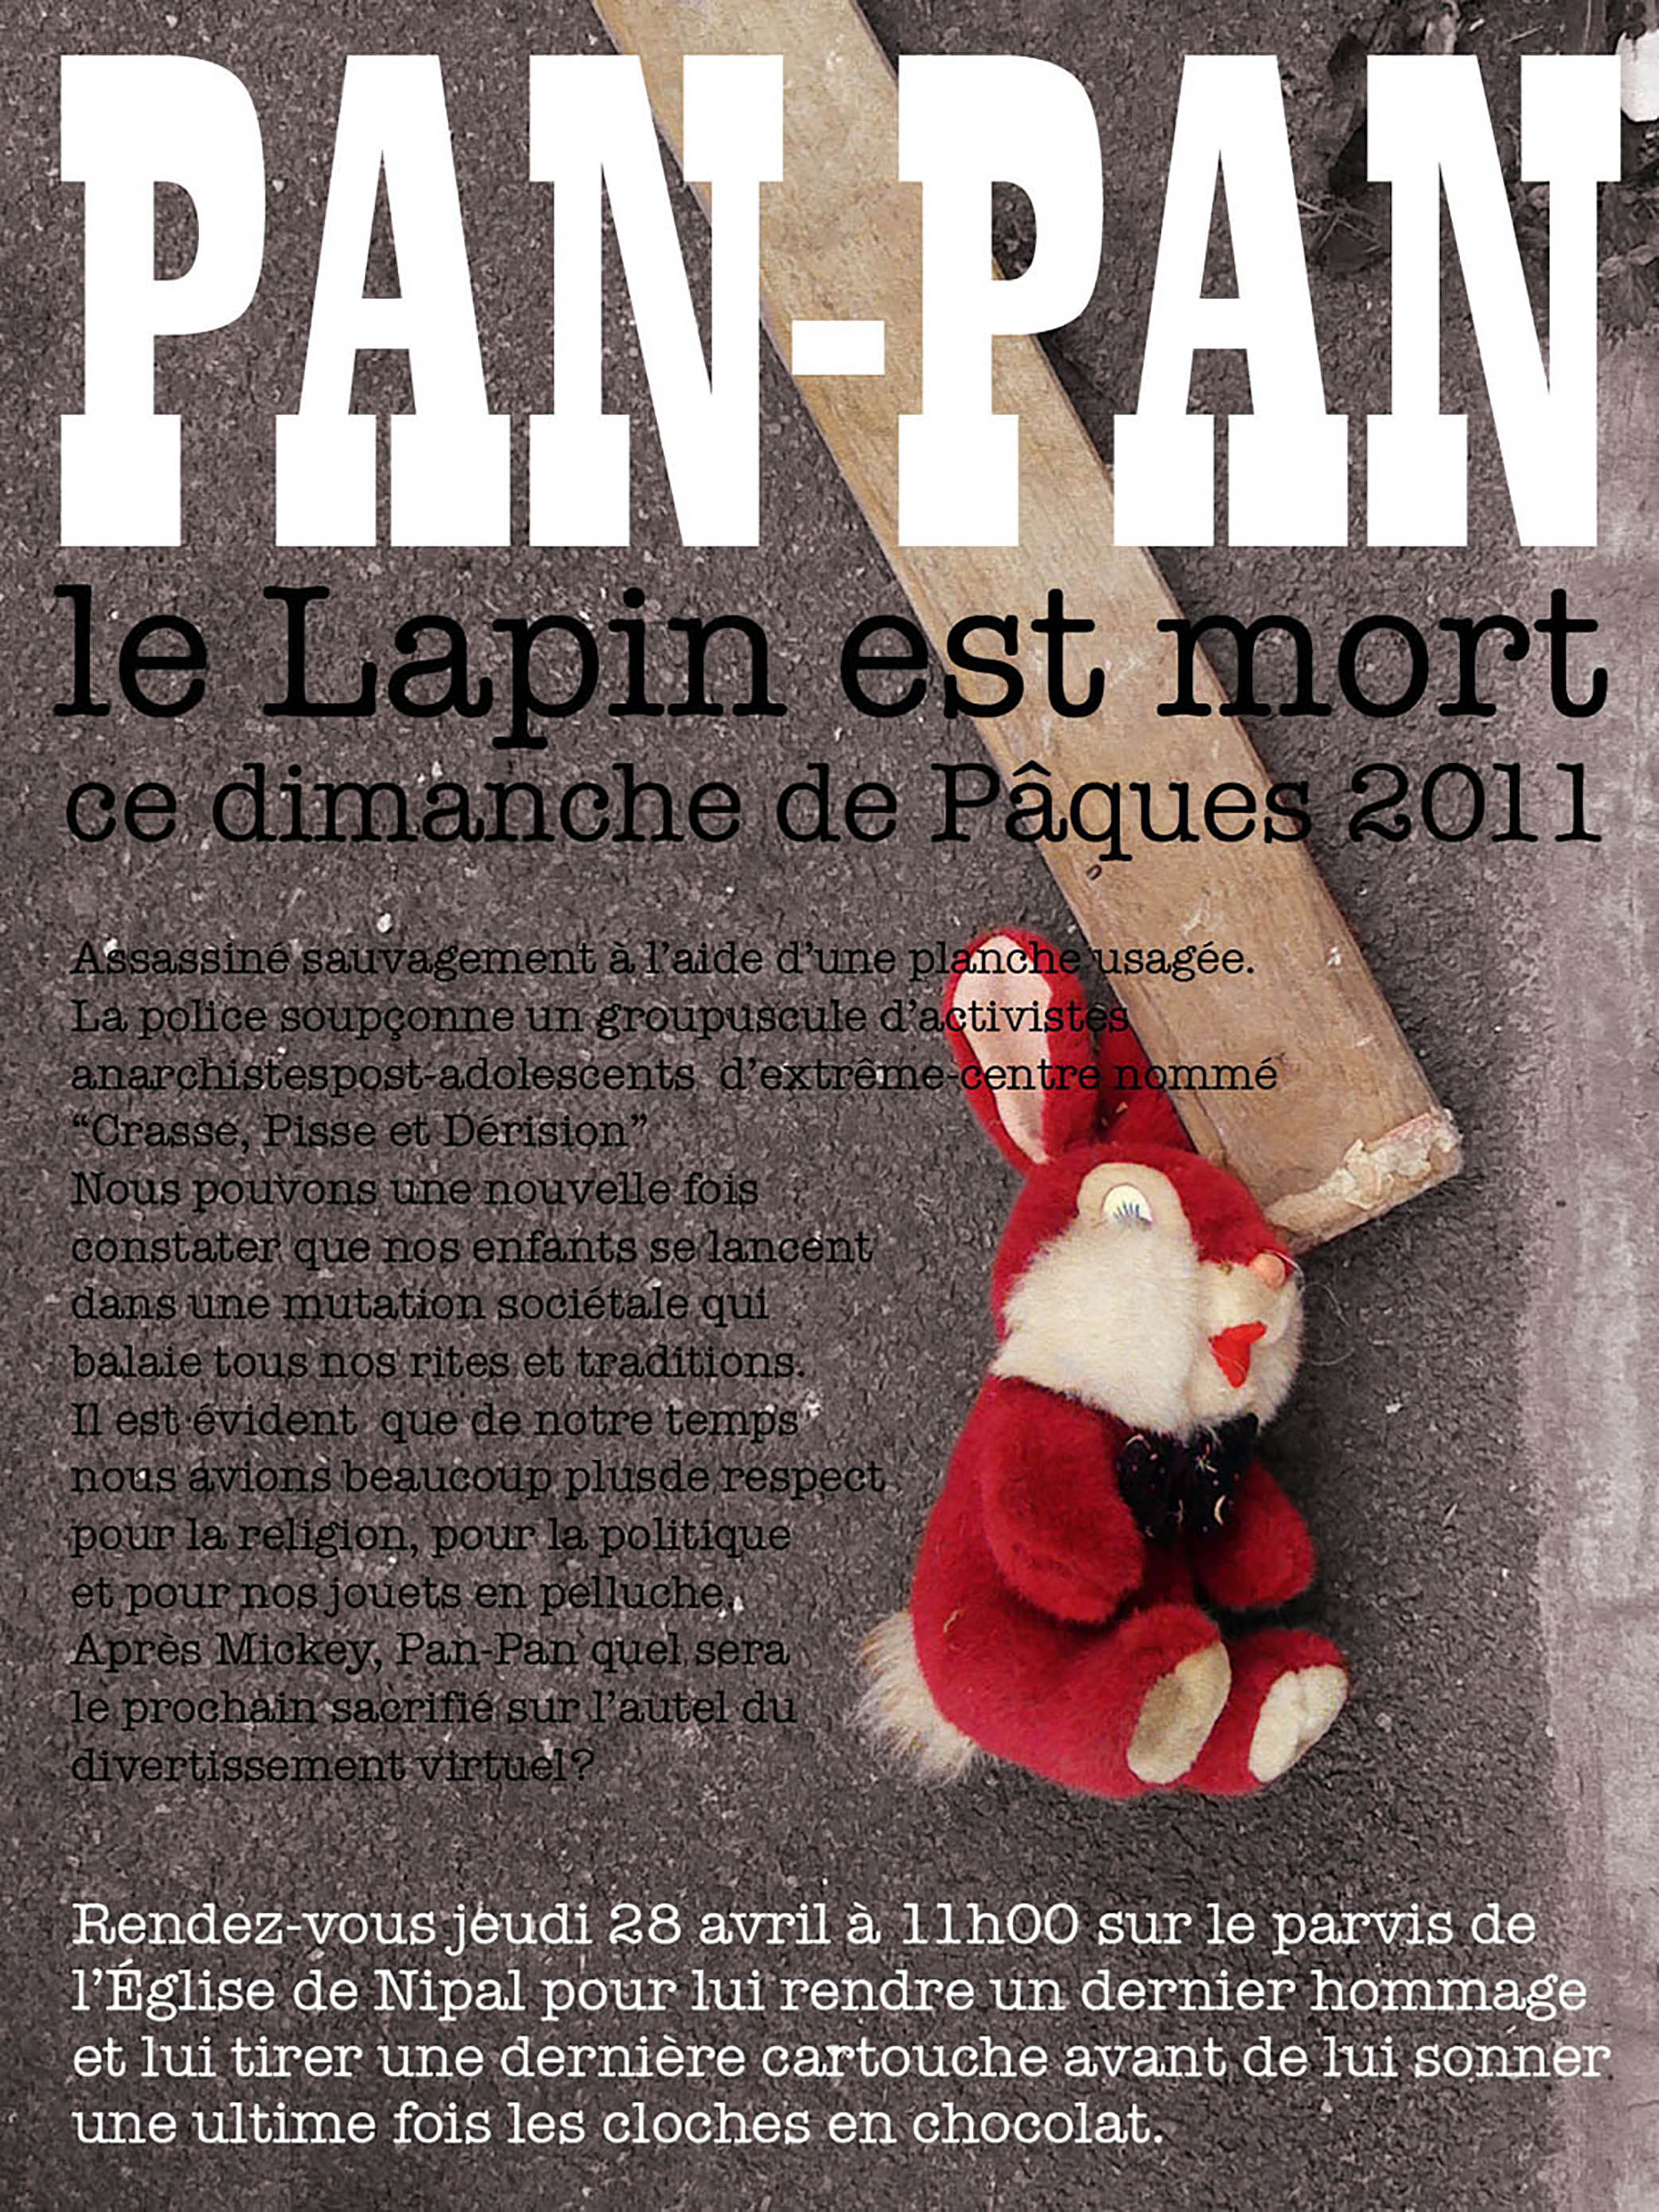 PAN-PAN
le Lapin est mort
ce dimanche de Pâques 2011
Assassiné sauvagement à l'aide d'une planche usagée.
La police soupçonne un groupuscule d'activistes
anarchistespost-adolescents d'extrême-centre nommé
“Crasse, Pisse et Dérision”
Nous pouvons une nouvelle fois
constater que nos enfants se lancent
dans une mutation sociétale qui
balaie tous nos rites et traditions.
Il est évident que de notre temps
nous avions beaucoup plusde respect
pour la religion, pour la politique
et pour nos jouets en pelluche.
Après Mickey, Pan-Pan quel sera
le prochain sacrifié sur l'autel du
divertissement virtuel?
Rendez-vous jeudi 28 avril à 11h00 sur le parvis de
l'Église de Nipal pour lui rendre un dernier hommage
et lui tirer une dernière cartouche avant de lui sonner
une ultime fois les cloches en chocolat.